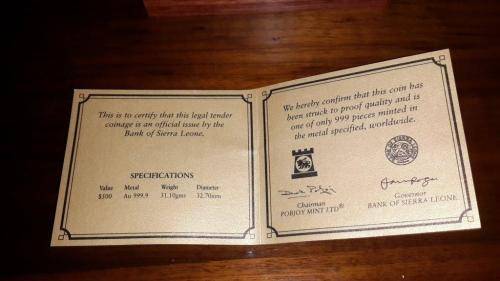 This is to certify that this legal tender
coinage is an official issue by the
Bank of Sierra Leone.
SPECIFICATIONS
Value Metal Weight Diameter
$500 Au 999.9 31.10gms 32.70mm
We hereby confirm that this coin has
been struck to proof quality and is
one of only 999 pieces minted in
the metal specified, worldwide.
Chairman
POBJOY MINT LTD®
Governor
BANK OF SIERRA LEONE